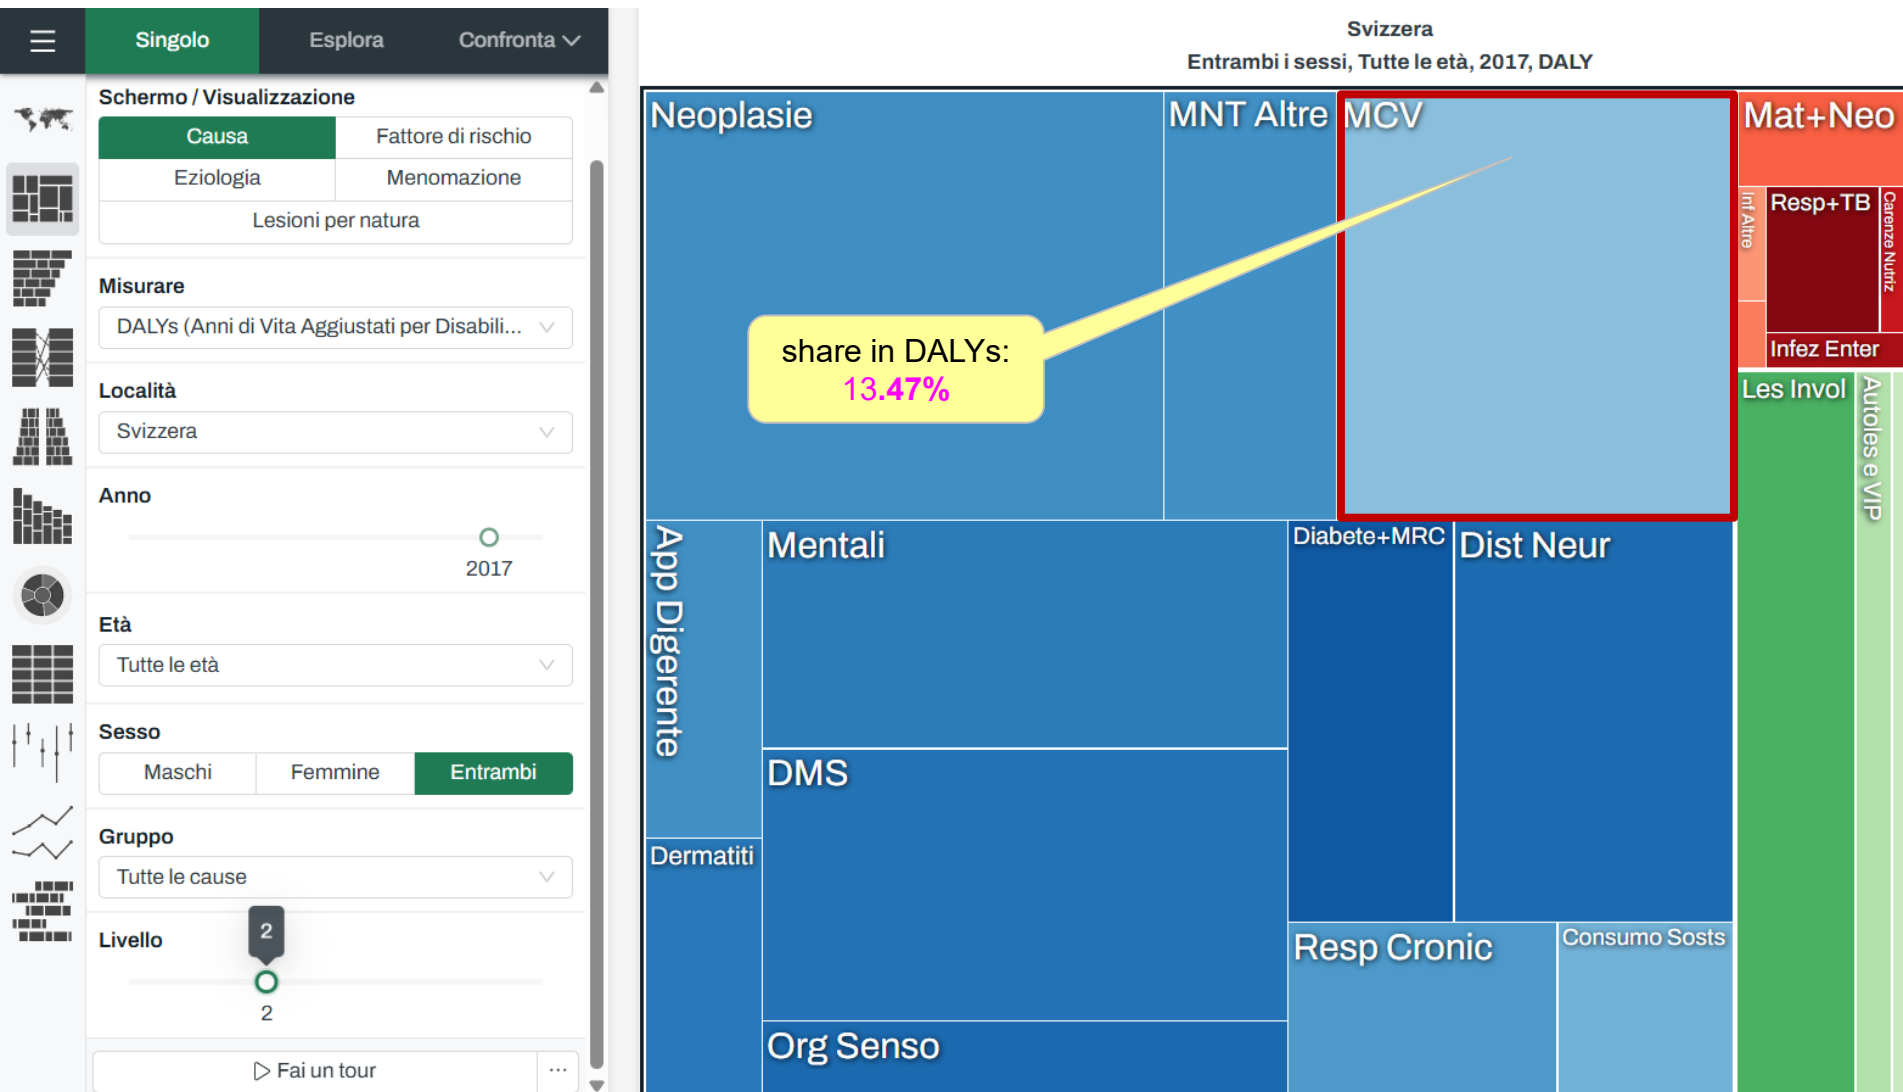 Singolo
Esplora
Confronta
Schermo / Visualizzazione
Causa
Fattore di rischio
Eziologia
Menomazione
Lesioni per natura
Misurare
DALYs (Anni di Vita Aggiustati per Disabili...
Località
Svizzera
Anno
2017
Età
Tutte le età
Sesso
Maschi
Femmine
Entrambi
Gruppo
Tutte le cause
Livello
2
2
Fai un tour
...
Svizzera
Entrambi i sessi, Tutte le età, 2017, DALY
Neoplasie
MNT Altre
MCV
Mat+Neo
Inf Altre
Resp+TB
Carenze Nutriz
Infez Enter
share in DALYs:
13.47%
Les Invol
Autoles e VIP
App Digerente
Mentali
Diabete+MRC
Dist Neur
DMS
Dermatiti
Resp Cronic
Consumo Sosts
Org Senso